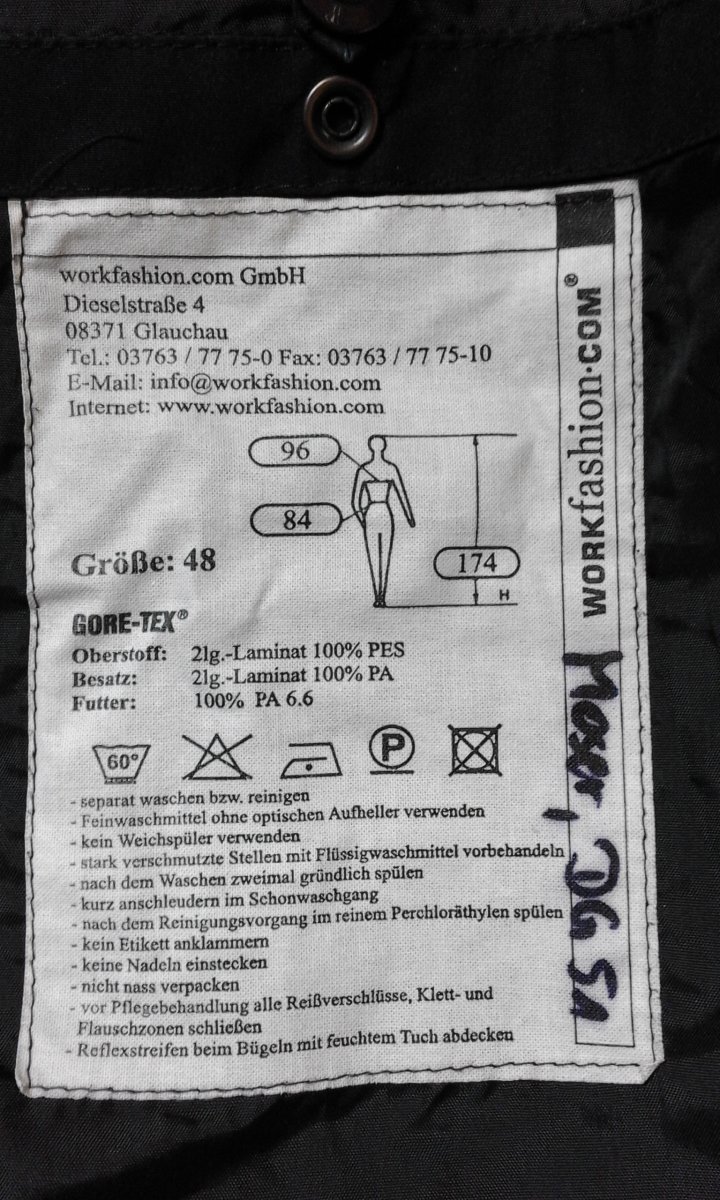 workfashion.com GmbH
Dieselstraße 4
08371 Glauchau
Tel.: 03763 / 77 75-0 Fax: 03763 / 77 75-10
E-Mail: info@workfashion.com
Internet: www.workfashion.com
96
84
174
H
Größe: 48
GORE-TEX®
Oberstoff: 2lg.-Laminat 100% PES
Besatz: 2lg.-Laminat 100% PA
Futter: 100% PA 6.6
60°
P
- separat waschen bzw. reinigen
- Feinwaschmittel ohne optischen Aufheller verwenden
- kein Weichspüler verwenden
- stark verschmutzte Stellen mit Flüssigwaschmittel vorbehandeln
- nach dem Waschen zweimal gründlich spülen
- kurz anschleudern im Schonwaschgang
- nach dem Reinigungsvorgang im reinem Perchloräthylen spülen
- kein Etikett anklammern
- keine Nadeln einstecken
- nicht nass verpacken
- vor Pflegebehandlung alle Reißverschlüsse, Klett- und
Flauschzonen schließen
- Reflexstreifen beim Bügeln mit feuchtem Tuch abdecken
WORKfashion·COM®
Moser, DG SA